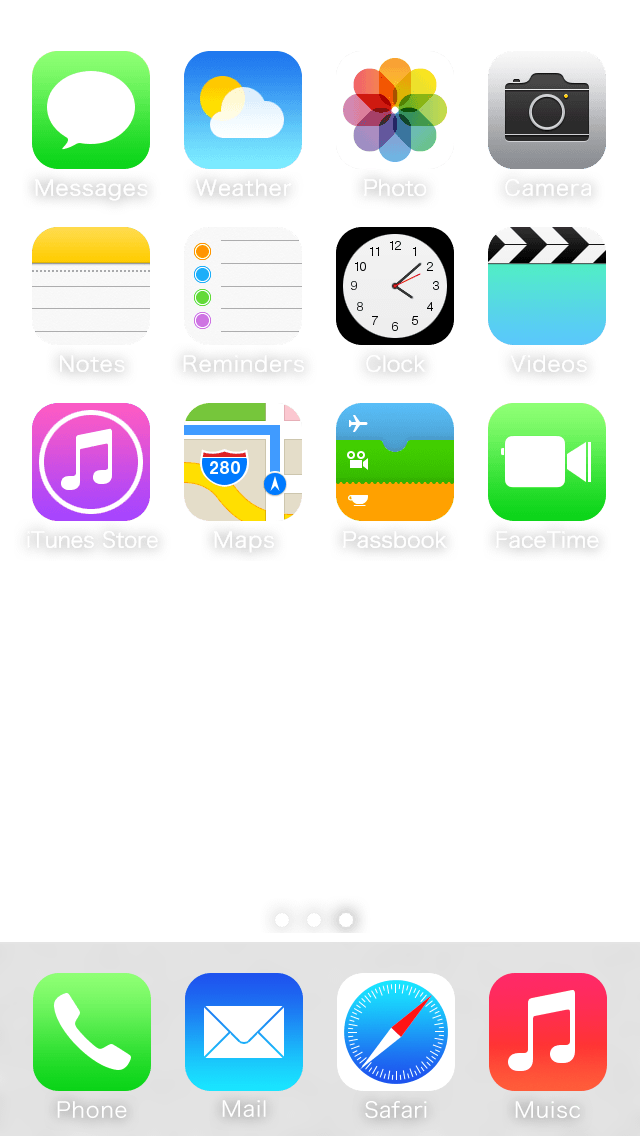 Messages Weather Photo Camera
12
11 1
10 2
9 3
8 4
7 5
6
Notes Reminders Clock Videos
280
iTunes Store Maps Passbook FaceTime
Phone Mail Safari Muisc